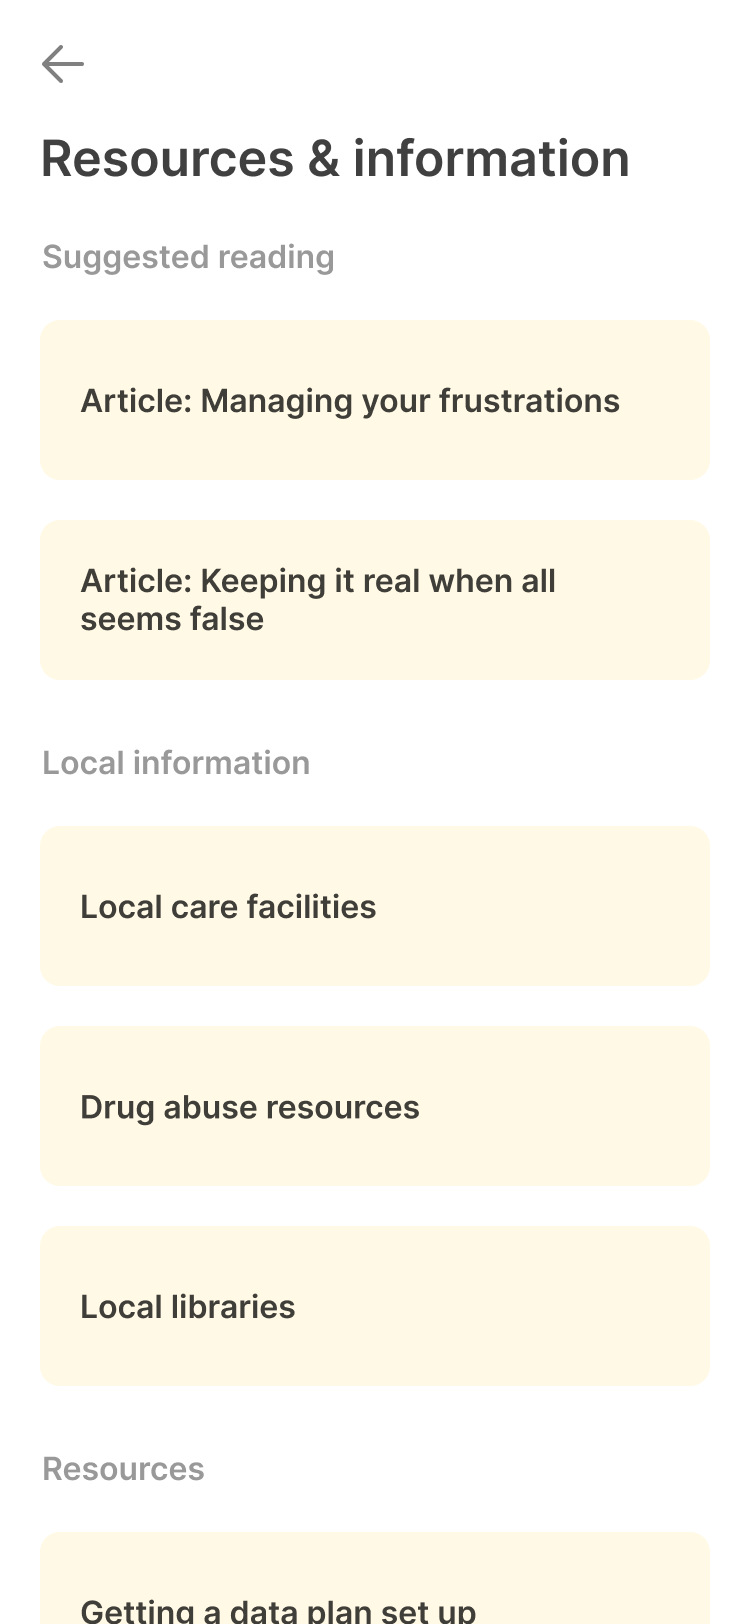 Resources & information
Suggested reading
Article: Managing your frustrations
Article: Keeping it real when all
seems false
Local information
Local care facilities
Drug abuse resources
Local libraries
Resources
Getting a data plan set up